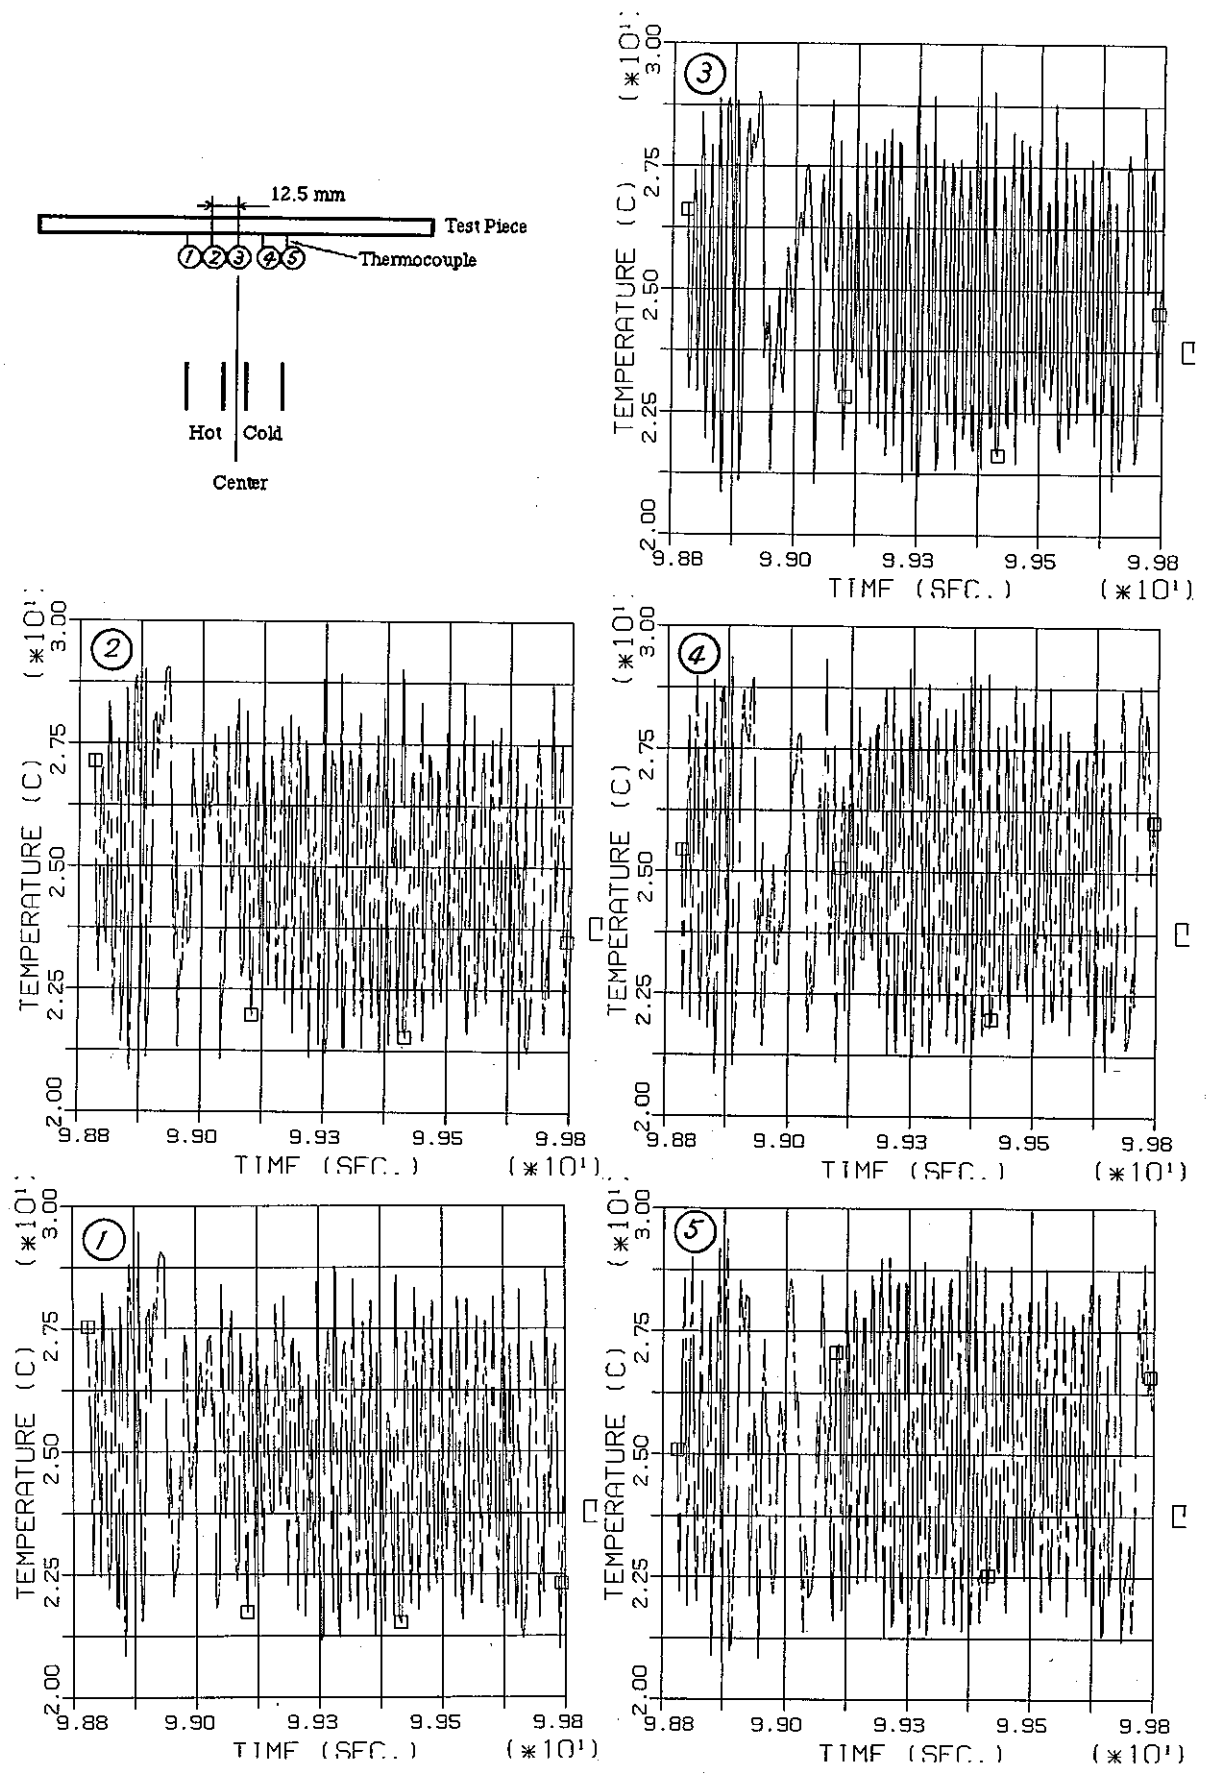 12.5 mm
Test Piece
① ② ③ ④ ⑤
Thermocouple
Hot
Cold
Center
③
TEMPERATURE (C) (*10¹)
3.00
2.75
2.50
2.25
2.00
9.88 9.90 9.93 9.95 9.98
TIME (SEC.) (*10¹)
②
TEMPERATURE (C) (*10¹)
3.00
2.75
2.50
2.25
2.00
9.88 9.90 9.93 9.95 9.98
TIME (SEC.) (*10¹)
④
TEMPERATURE (C) (*10¹)
3.00
2.75
2.50
2.25
2.00
9.88 9.90 9.93 9.95 9.98
TIME (SEC.) (*10¹)
①
TEMPERATURE (C) (*10¹)
3.00
2.75
2.50
2.25
2.00
9.88 9.90 9.93 9.95 9.98
TIME (SEC.) (*10¹)
⑤
TEMPERATURE (C) (*10¹)
3.00
2.75
2.50
2.25
2.00
9.88 9.90 9.93 9.95 9.98
TIME (SEC.) (*10¹)